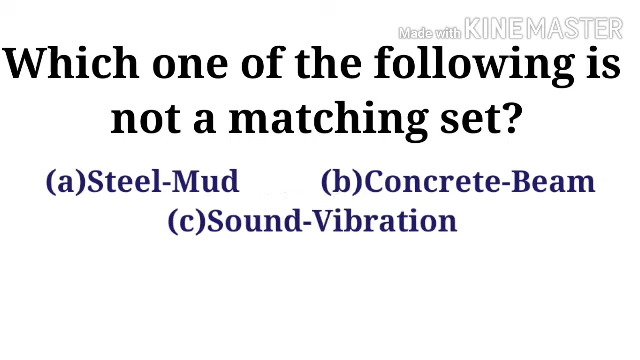 Made with KINEMASTER
Which one of the following is
not a matching set?
(a)Steel-Mud (b)Concrete-Beam
(c)Sound-Vibration